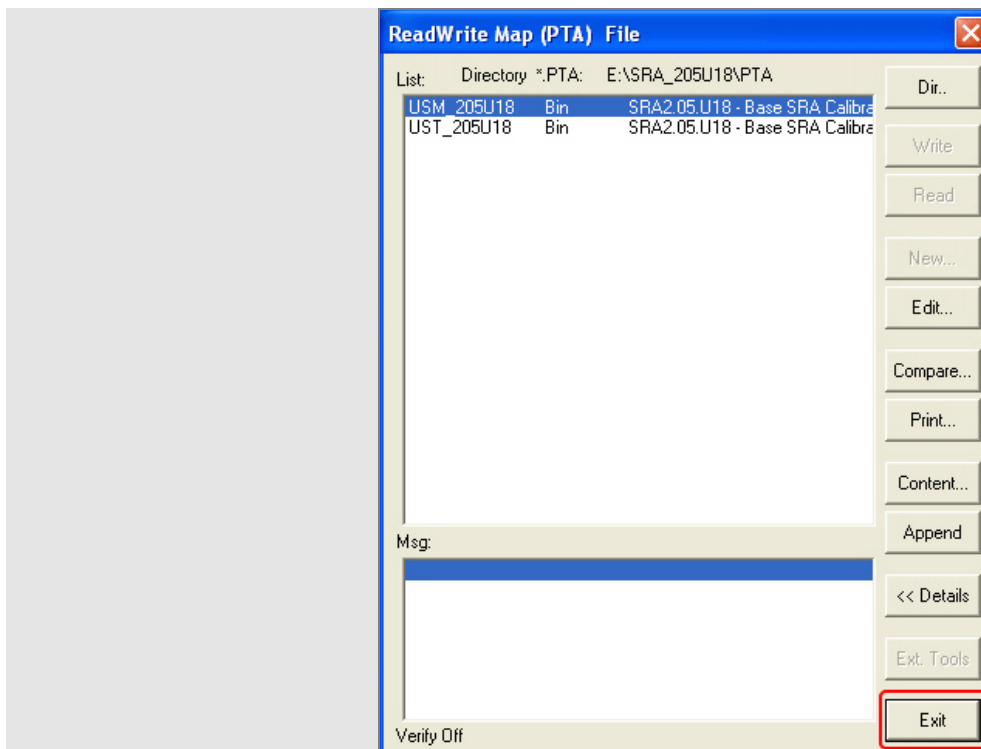 ReadWrite Map (PTA) File
List: Directory *.PTA: E:\SRA_205U18\PTA
USM_205U18 Bin SRA2.05.U18 - Base SRA Calibra
UST_205U18 Bin SRA2.05.U18 - Base SRA Calibra
Dir..
Write
Read
New...
Edit...
Compare...
Print...
Content...
Append
Msg:
<< Details
Ext. Tools
Exit
Verify Off